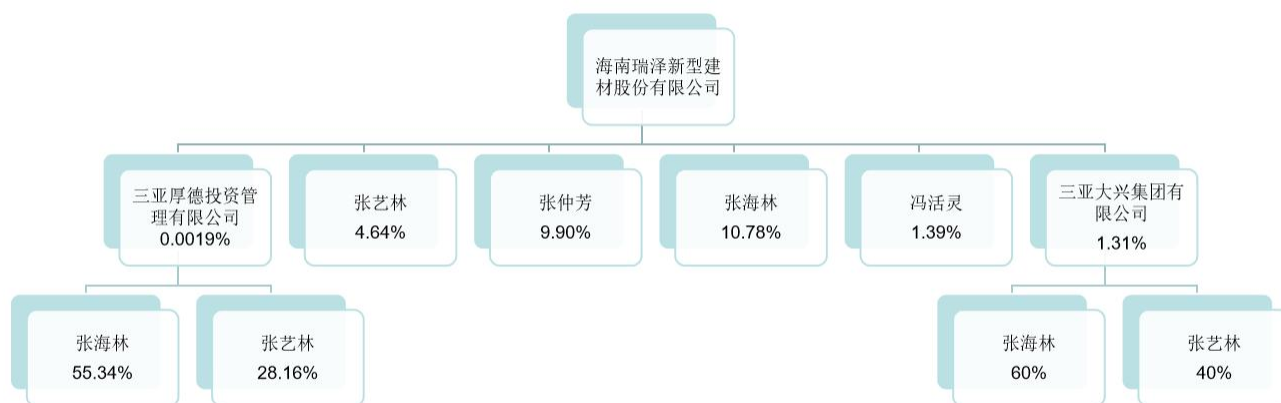 海南瑞泽新型建
材股份有限公司
三亚厚德投资管
理有限公司
0.0019%
张艺林
4.64%
张仲芳
9.90%
张海林
10.78%
冯活灵
1.39%
三亚大兴集团有
限公司
1.31%
张海林
55.34%
张艺林
28.16%
张海林
60%
张艺林
40%